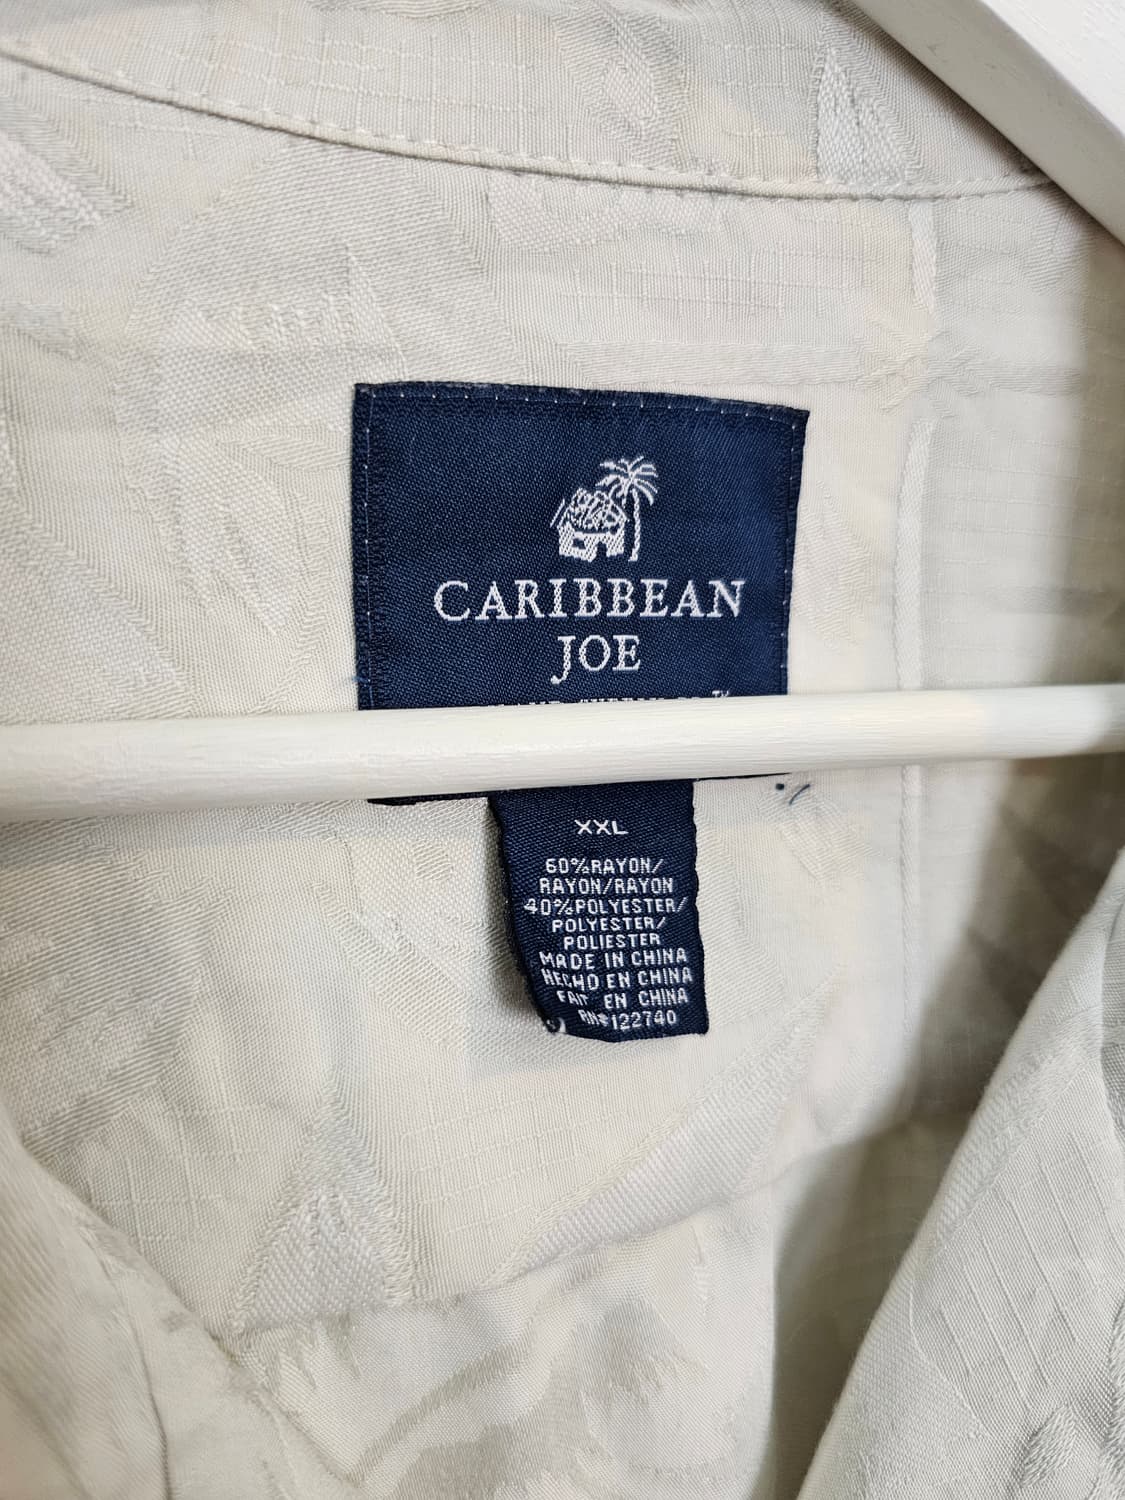 CARIBBEAN
JOE
™
XXL
60%RAYON/
RAYON/RAYON
40%POLYESTER/
POLYESTER/
POLIESTER
MADE IN CHINA
HECHO EN CHINA
FAIT EN CHINA
RN#122740